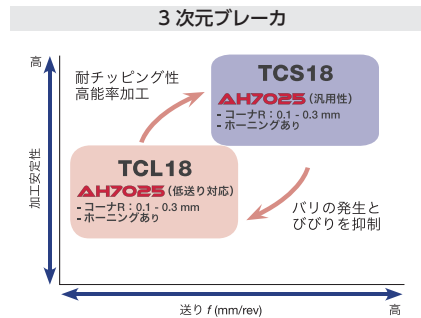 3次元ブレーカ
高
耐チッピング性
高能率加工
TCS18
AH7025 (汎用性)
- コーナR：0.1 - 0.3 mm
- ホーニングあり
加工安定性
TCL18
AH7025 (低送り対応)
- コーナR：0.1 - 0.3 mm
- ホーニングあり
バリの発生と
びびりを抑制
送り f (mm/rev)
高